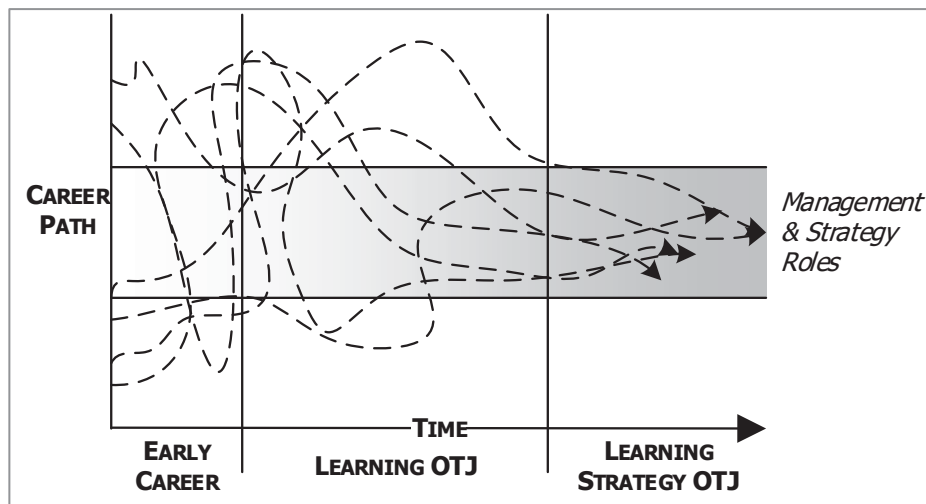 CAREER
PATH
Management
& Strategy
Roles
TIME
EARLY
CAREER
LEARNING OTJ
LEARNING
STRATEGY OTJ